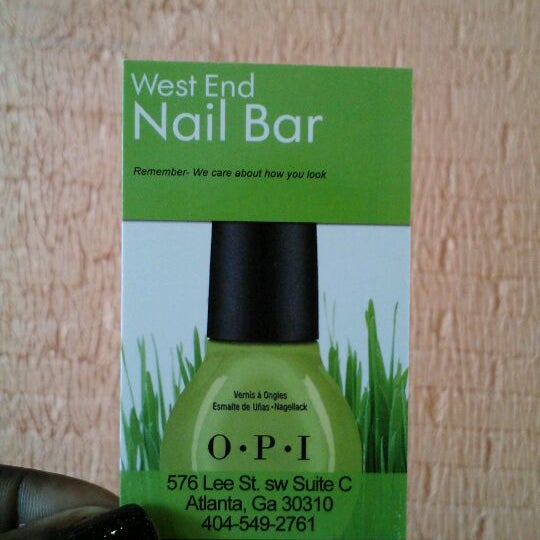 West End
Nail Bar
Remember- We care about how you look
Vernis à Ongles
Esmalte de Uñas•Nagellack
O•P•I
576 Lee St. sw Suite C
Atlanta, Ga 30310
404-549-2761